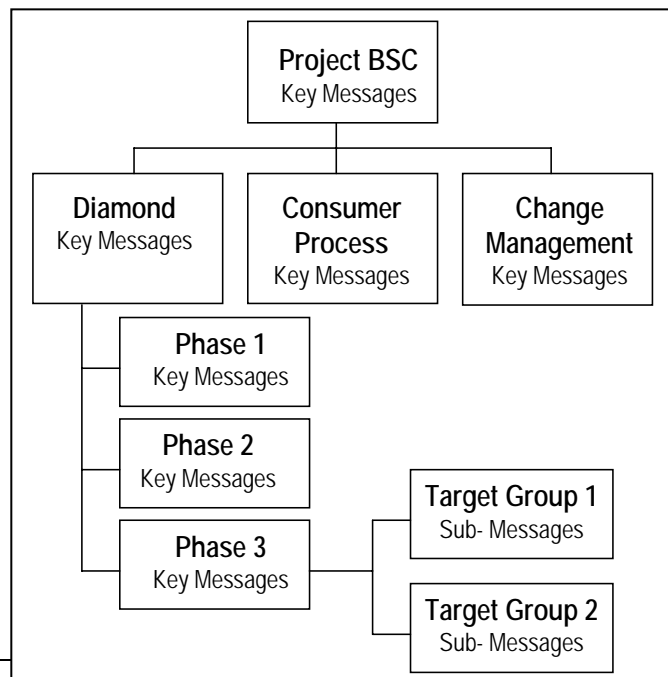 Project BSC
Key Messages
Diamond
Key Messages
Consumer
Process
Key Messages
Change
Management
Key Messages
Phase 1
Key Messages
Phase 2
Key Messages
Phase 3
Key Messages
Target Group 1
Sub- Messages
Target Group 2
Sub- Messages